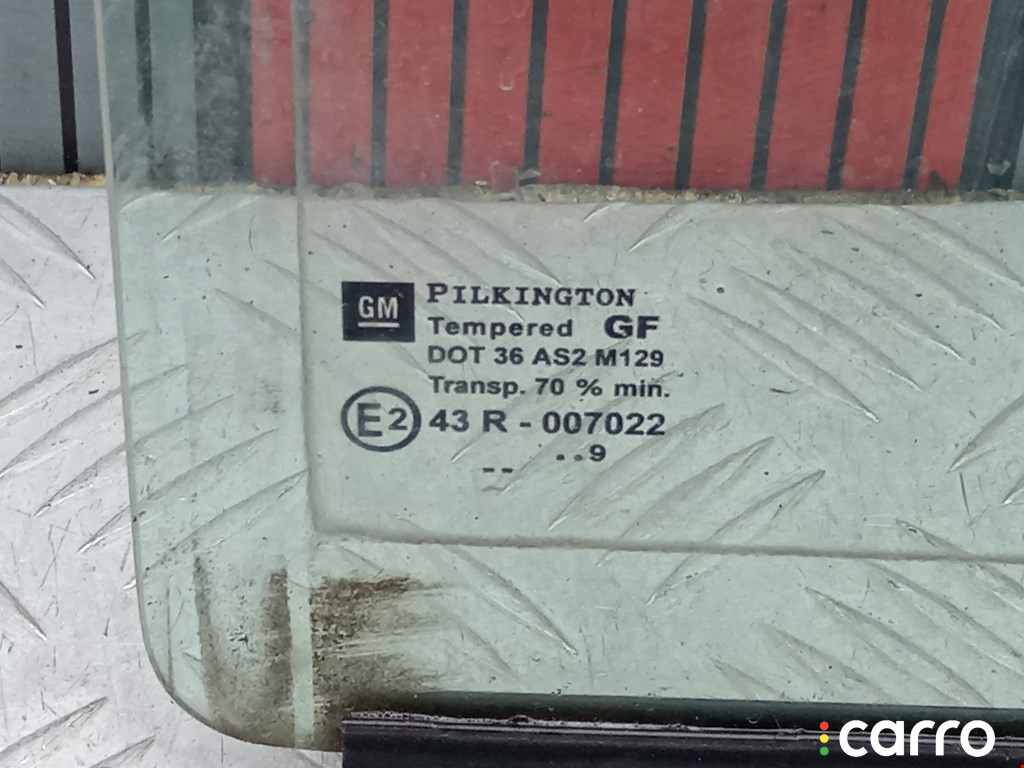 GM PILKINGTON
Tempered GF
DOT 36 AS2 M129
Transp. 70 % min.
E2 43 R - 007022
-- ..9
carro